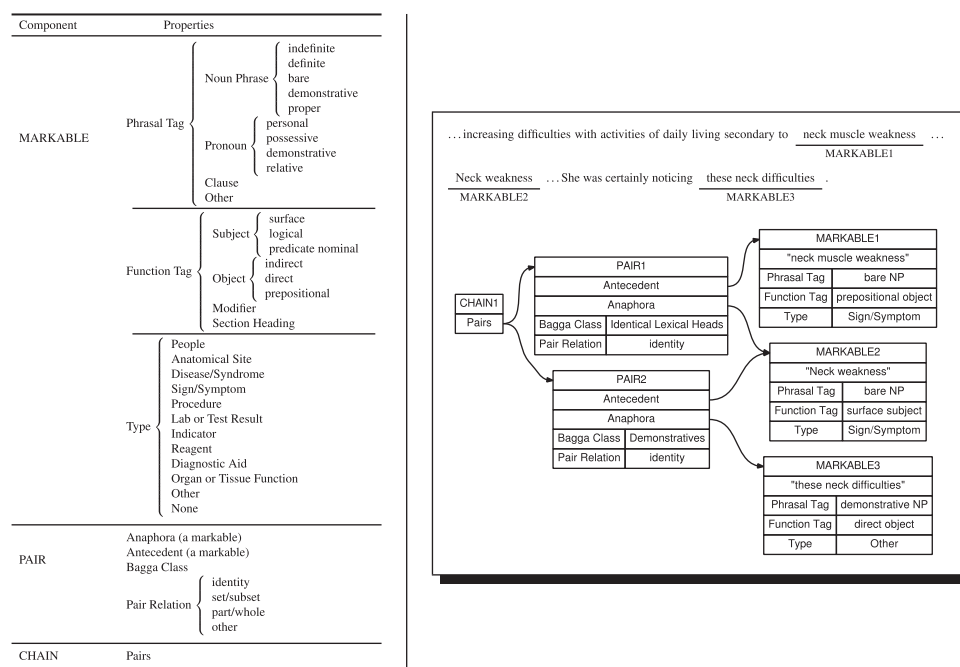 Component Properties
MARKABLE
Phrasal Tag
Noun Phrase
indefinite
definite
bare
demonstrative
proper
Pronoun
personal
possessive
demonstrative
relative
Clause
Other
Function Tag
Subject
surface
logical
predicate nominal
Object
indirect
direct
prepositional
Modifier
Section Heading
Type
People
Anatomical Site
Disease/Syndrome
Sign/Symptom
Procedure
Lab or Test Result
Indicator
Reagent
Diagnostic Aid
Organ or Tissue Function
Other
None
PAIR
Anaphora (a markable)
Antecedent (a markable)
Bagga Class
Pair Relation
identity
set/subset
part/whole
other
CHAIN Pairs
…increasing difficulties with activities of daily living secondary to neck muscle weakness …
MARKABLE1
Neck weakness …She was certainly noticing these neck difficulties .
MARKABLE2 MARKABLE3
CHAIN1
Pairs
PAIR1
Antecedent
Anaphora
Bagga Class Identical Lexical Heads
Pair Relation identity
PAIR2
Antecedent
Anaphora
Bagga Class Demonstratives
Pair Relation identity
MARKABLE1
"neck muscle weakness"
Phrasal Tag bare NP
Function Tag prepositional object
Type Sign/Symptom
MARKABLE2
"Neck weakness"
Phrasal Tag bare NP
Function Tag surface subject
Type Sign/Symptom
MARKABLE3
"these neck difficulties"
Phrasal Tag demonstrative NP
Function Tag direct object
Type Other